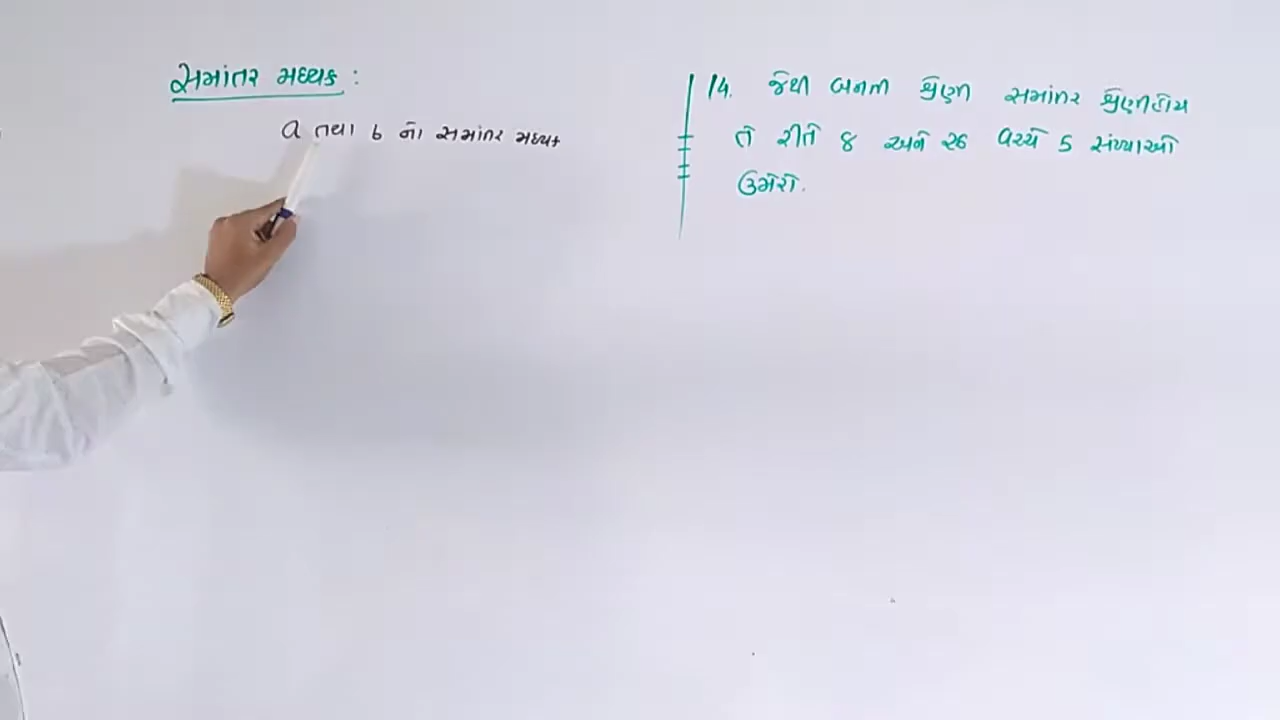 સમાંતર મધ્યક :
a તથા b નો સમાંતર મધ્યક
14. જેથી બનતી શ્રેણી સમાંતર શ્રેણી હોય
તે રીતે 8 અને 26 વચ્ચે 5 સંખ્યાઓ
ઉમેરો.